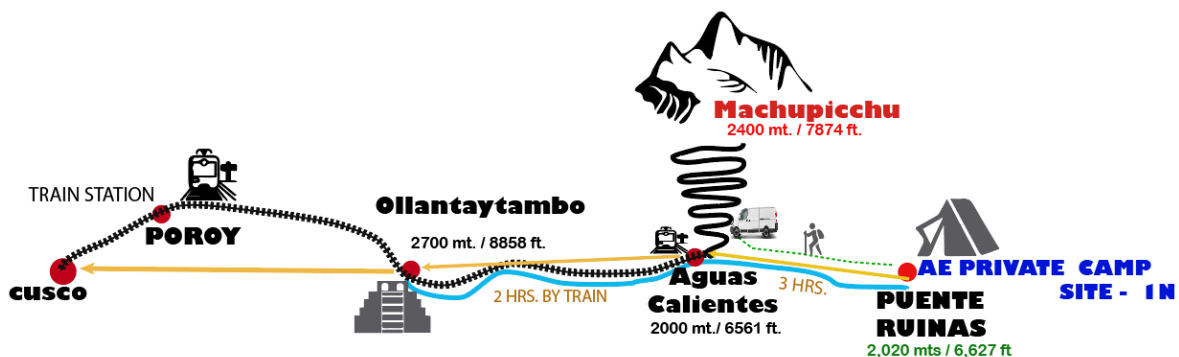 Machupicchu
2400 mt. / 7874 ft.
TRAIN STATION
POROY
Ollantaytambo
2700 mt. / 8858 ft.
cusco
2 HRS. BY TRAIN
Aguas
Calientes
2000 mt./ 6561 ft.
3 HRS.
AE PRIVATE CAMP
SITE - 1N
PUENTE
RUINAS
2,020 mts / 6,627 ft